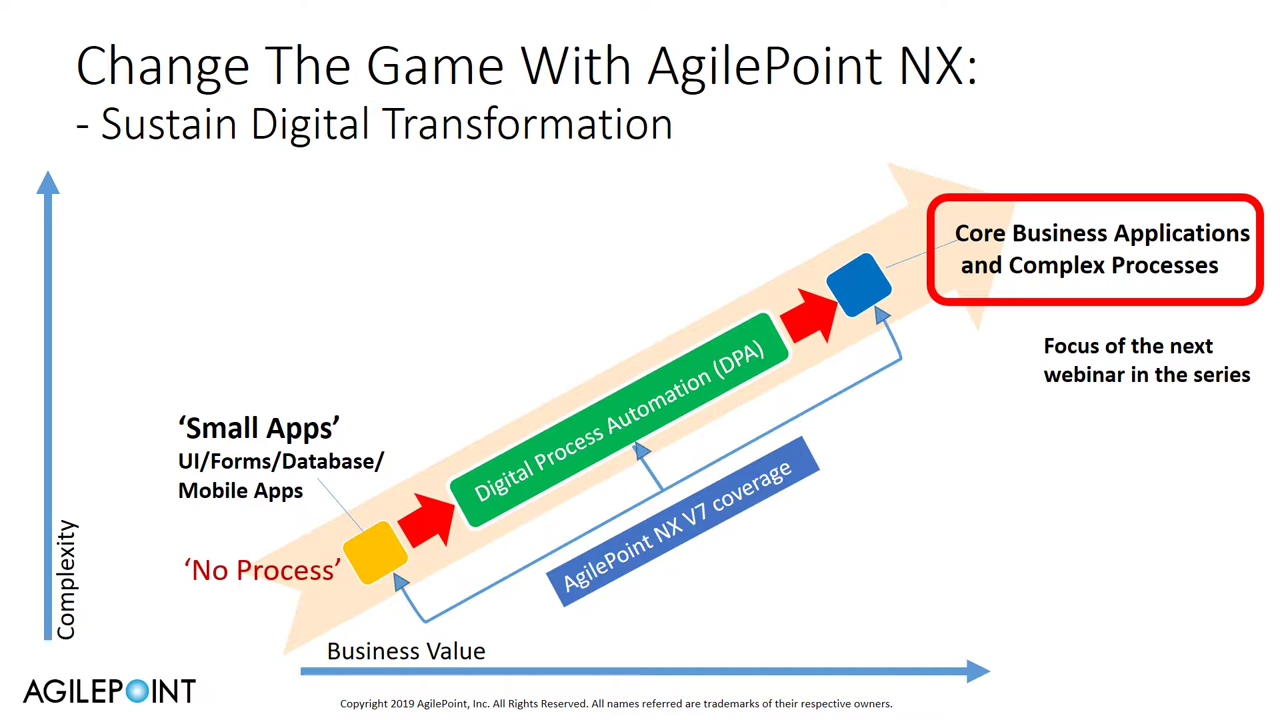 Change The Game With AgilePoint NX:
- Sustain Digital Transformation
Core Business Applications
and Complex Processes
Focus of the next
webinar in the series
Digital Process Automation (DPA)
‘Small Apps’
UI/Forms/Database/
Mobile Apps
‘No Process’
AgilePoint NX V7 coverage
Complexity
Business Value
AGILEPOINT
Copyright 2019 AgilePoint, Inc. All Rights Reserved. All names referred are trademarks of their respective owners.